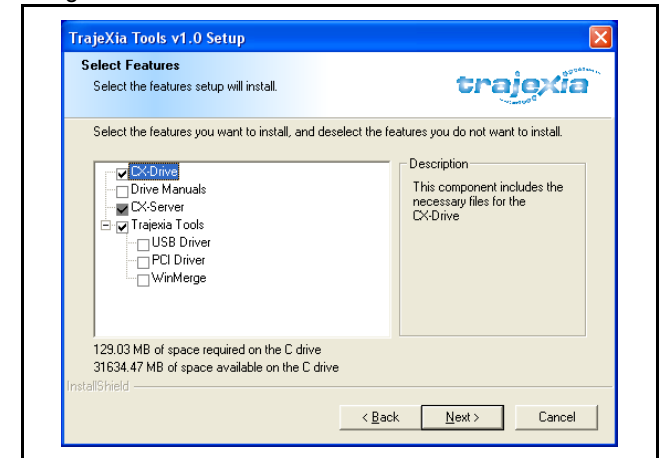 TrajeXia Tools v1.0 Setup
Select Features
Select the features setup will install.
trajexia
Select the features you want to install, and deselect the features you do not want to install.
CX-Drive
Drive Manuals
CX-Server
Trajexia Tools
USB Driver
PCI Driver
WinMerge
Description
This component includes the
necessary files for the
CX-Drive
129.03 MB of space required on the C drive
31634.47 MB of space available on the C drive
InstallShield
< Back
Next >
Cancel